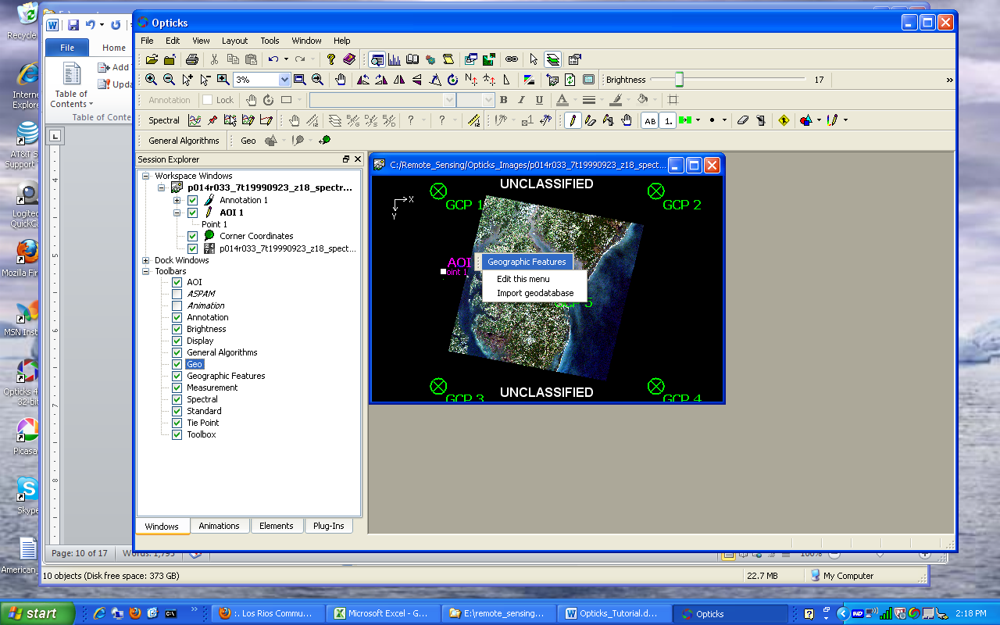 Recycle
Interne
Explore
AT&T S
Support
Logitec
QuickCa
Mozilla Fir
MSN Inst
Opticks 4
32-bit
Picasa
Skype
American_
File
Home
Table of
Contents
Add
Upda
Table of Conte
L
4
5
6
7
8
Page: 10 of 17
Words: 1,795
100%
10 objects (Disk free space: 373 GB)
22.7 MB
My Computer
Opticks
File Edit View Layout Tools Window Help
3%
Brightness 17 »
Annotation Lock B I U A
Spectral AB 1.
General Algorithms Geo
Session Explorer
Workspace Windows
p014r033_7t19990923_z18_spectr...
Annotation 1
AOI 1
Point 1
Corner Coordinates
p014r033_7t19990923_z18_spect...
Dock Windows
Toolbars
AOI
ASPAM
Animation
Annotation
Brightness
Display
General Algorithms
Geo
Geographic Features
Measurement
Spectral
Standard
Tie Point
Toolbox
Windows Animations Elements Plug-Ins
C:/Remote_Sensing/Opticks_Images/p014r033_7t19990923_z18_spect...
UNCLASSIFIED
X
Y
GCP 1
GCP 2
AOI
oint 1
Geographic Features
Edit this menu
Import geodatabase
GCP 3
UNCLASSIFIED
GCP 4
start
:. Los Rios Commu...
Microsoft Excel - G...
E:\remote_sensing...
Opticks_Tutorial.d...
Opticks
2:18 PM